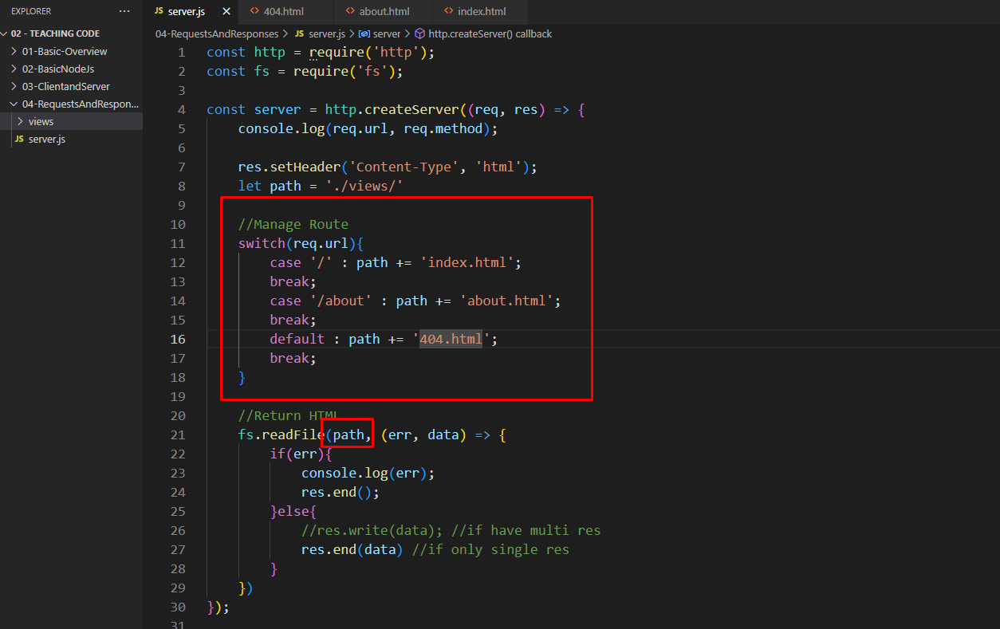 EXPLORER ...
02 - TEACHING CODE
01-Basic-Overview
02-BasicNodeJs
03-ClientandServer
04-RequestsAndRespon...
views
JS server.js
JS server.js <> 404.html <> about.html <> index.html
04-RequestsAndResponses > JS server.js > server > http.createServer() callback
1 const http = require('http');
2 const fs = require('fs');
3
4 const server = http.createServer((req, res) => {
5 console.log(req.url, req.method);
6
7 res.setHeader('Content-Type', 'html');
8 let path = './views/'
9
10 //Manage Route
11 switch(req.url){
12 case '/' : path += 'index.html';
13 break;
14 case '/about' : path += 'about.html';
15 break;
16 default : path += '404.html';
17 break;
18 }
19
20 //Return HTML
21 fs.readFile(path, (err, data) => {
22 if(err){
23 console.log(err);
24 res.end();
25 }else{
26 //res.write(data); //if have multi res
27 res.end(data) //if only single res
28 }
29 })
30 });
31